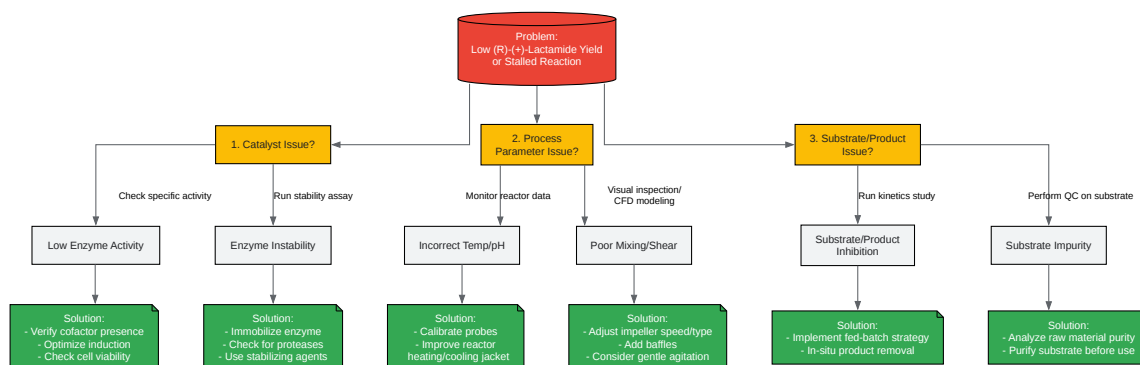 Problem:
Low (R)-(+)-Lactamide Yield
or Stalled Reaction
1. Catalyst Issue?
2. Process
Parameter Issue?
3. Substrate/Product
Issue?
Check specific activity
Run stability assay
Monitor reactor data
Visual inspection/
CFD modeling
Run kinetics study
Perform QC on substrate
Low Enzyme Activity
Enzyme Instability
Incorrect Temp/pH
Poor Mixing/Shear
Substrate/Product
Inhibition
Substrate Impurity
Solution:
- Verify cofactor presence
- Optimize induction
- Check cell viability
Solution:
- Immobilize enzyme
- Check for proteases
- Use stabilizing agents
Solution:
- Calibrate probes
- Improve reactor
heating/cooling jacket
Solution:
- Adjust impeller speed/type
- Add baffles
- Consider gentle agitation
Solution:
- Implement fed-batch strategy
- In-situ product removal
Solution:
- Analyze raw material purity
- Purify substrate before use